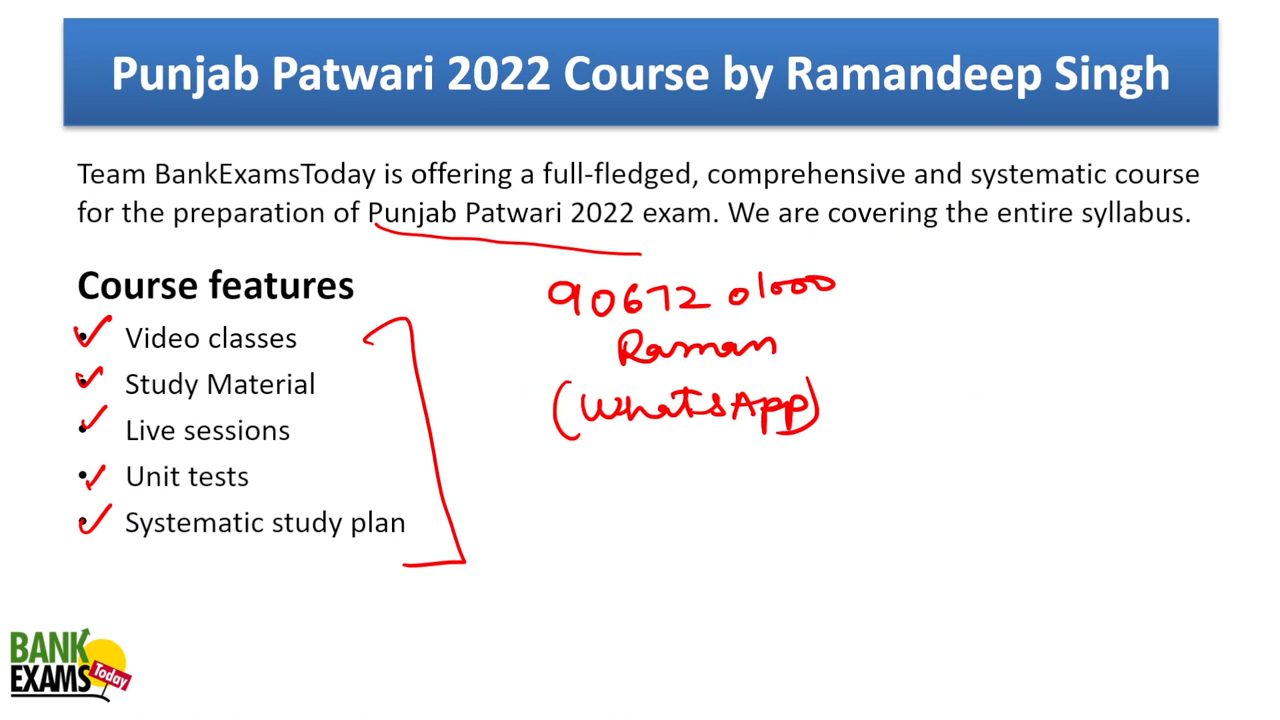 Punjab Patwari 2022 Course by Ramandeep Singh
Team BankExamsToday is offering a full-fledged, comprehensive and systematic course
for the preparation of Punjab Patwari 2022 exam. We are covering the entire syllabus.
Course features
• Video classes
• Study Material
• Live sessions
• Unit tests
• Systematic study plan
90672 01000
Raman
(WhatsApp)
BANK
EXAMS
Today